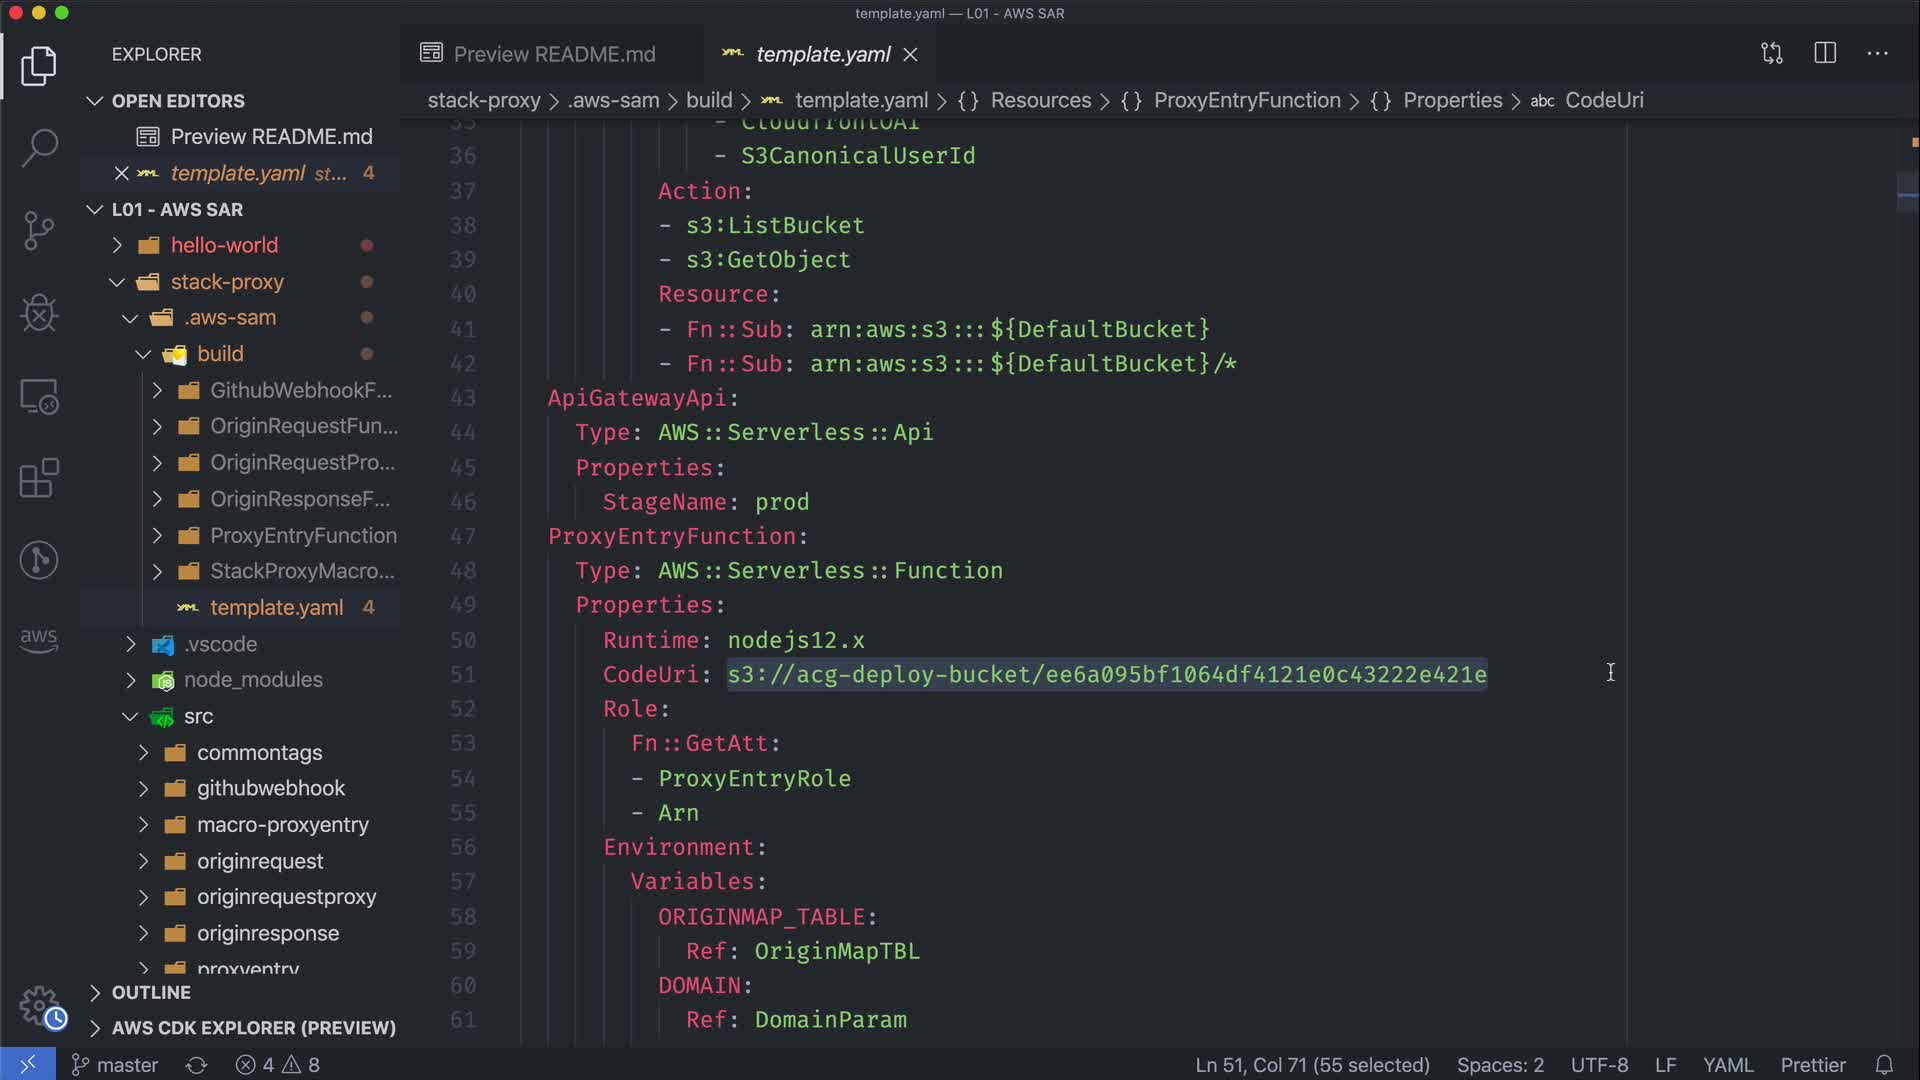 template.yaml — L01 - AWS SAR
EXPLORER
Preview README.md
template.yaml
OPEN EDITORS
stack-proxy > .aws-sam > build > template.yaml > {} Resources > {} ProxyEntryFunction > {} Properties > abc CodeUri
Preview README.md
template.yaml st... 4
L01 - AWS SAR
hello-world
stack-proxy
.aws-sam
build
GithubWebhookF...
OriginRequestFun...
OriginRequestPro...
OriginResponseF...
ProxyEntryFunction
StackProxyMacro...
template.yaml 4
.vscode
node_modules
src
commontags
githubwebhook
macro-proxyentry
originrequest
originrequestproxy
originresponse
proxyentry
OUTLINE
AWS CDK EXPLORER (PREVIEW)
aws
35 - CloudfrontOAI
36 - S3CanonicalUserId
37 Action:
38 - s3:ListBucket
39 - s3:GetObject
40 Resource:
41 - Fn::Sub: arn:aws:s3:::${DefaultBucket}
42 - Fn::Sub: arn:aws:s3:::${DefaultBucket}/*
43 ApiGatewayApi:
44 Type: AWS::Serverless::Api
45 Properties:
46 StageName: prod
47 ProxyEntryFunction:
48 Type: AWS::Serverless::Function
49 Properties:
50 Runtime: nodejs12.x
51 CodeUri: s3://acg-deploy-bucket/ee6a095bf1064df4121e0c43222e421e
52 Role:
53 Fn::GetAtt:
54 - ProxyEntryRole
55 - Arn
56 Environment:
57 Variables:
58 ORIGINMAP_TABLE:
59 Ref: OriginMapTBL
60 DOMAIN:
61 Ref: DomainParam
master 4 8 Ln 51, Col 71 (55 selected) Spaces: 2 UTF-8 LF YAML Prettier